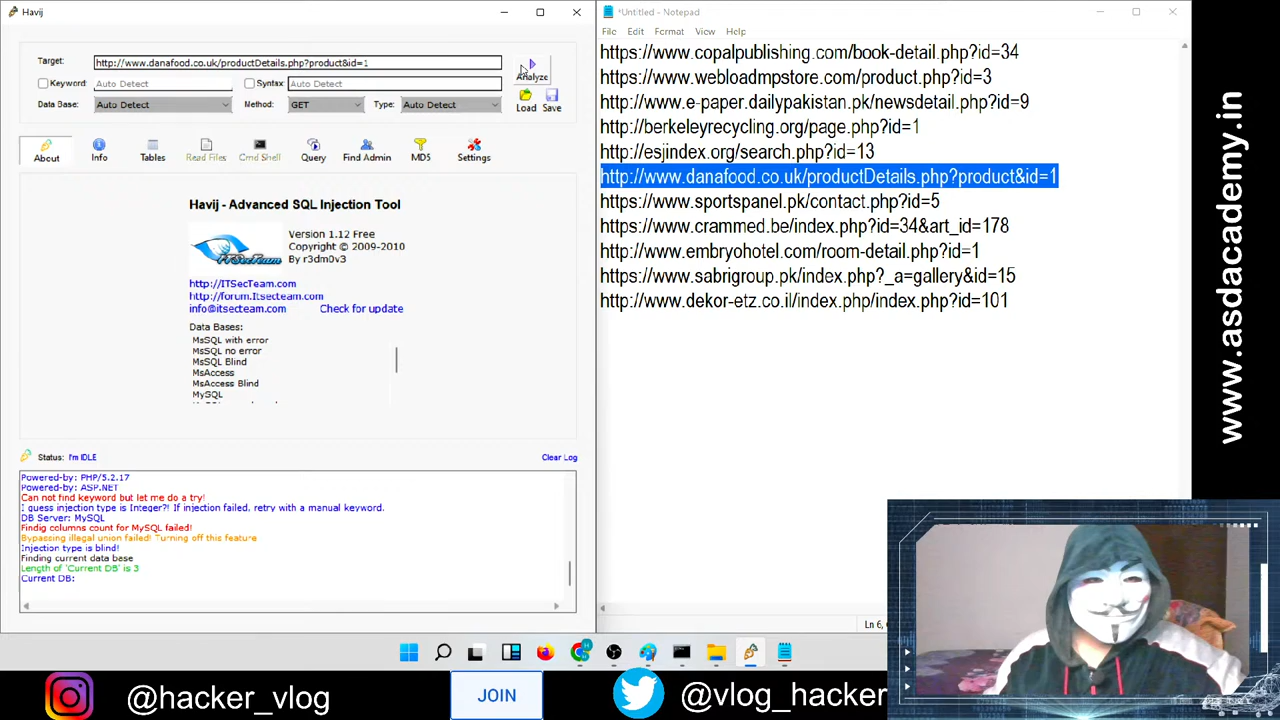 Havij
Target:
http://www.danafood.co.uk/productDetails.php?product&id=1
Analyze
Keyword:
Auto Detect
Syntax:
Auto Detect
Data Base:
Auto Detect
Method:
GET
Type:
Auto Detect
Load
Save
About
Info
Tables
Read Files
Cmd Shell
Query
Find Admin
MD5
Settings
Havij - Advanced SQL Injection Tool
ITSecTeam
Version 1.12 Free
Copyright © 2009-2010
By r3dm0v3
http://ITSecTeam.com
http://forum.itsecteam.com
info@itsecteam.com
Check for update
Data Bases:
MsSQL with error
MsSQL no error
MsSQL Blind
MsAccess
MsAccess Blind
MySQL
Status: I'm IDLE
Clear Log
Powered-by: PHP/5.2.17
Powered-by: ASP.NET
Can not find keyword but let me do a try!
I guess injection type is Integer?! If injection failed, retry with a manual keyword.
DB Server: MySQL
Findig columns count for MySQL failed!
Bypassing illegal union failed! Turning off this feature
Injection type is blind!
Finding current data base
Length of 'Current DB' is 3
Current DB:
*Untitled - Notepad
File Edit Format View Help
https://www.copalpublishing.com/book-detail.php?id=34
https://www.webloadmpstore.com/product.php?id=3
http://www.e-paper.dailypakistan.pk/newsdetail.php?id=9
http://berkeleyrecycling.org/page.php?id=1
http://esjindex.org/search.php?id=13
http://www.danafood.co.uk/productDetails.php?product&id=1
https://www.sportspanel.pk/contact.php?id=5
https://www.crammed.be/index.php?id=34&art_id=178
http://www.embryohotel.com/room-detail.php?id=1
https://www.sabrigroup.pk/index.php?_a=gallery&id=15
http://www.dekor-etz.co.il/index.php/index.php?id=101
Ln 6,
www.asdacademy.in
@hacker_vlog
JOIN
@vlog_hacker